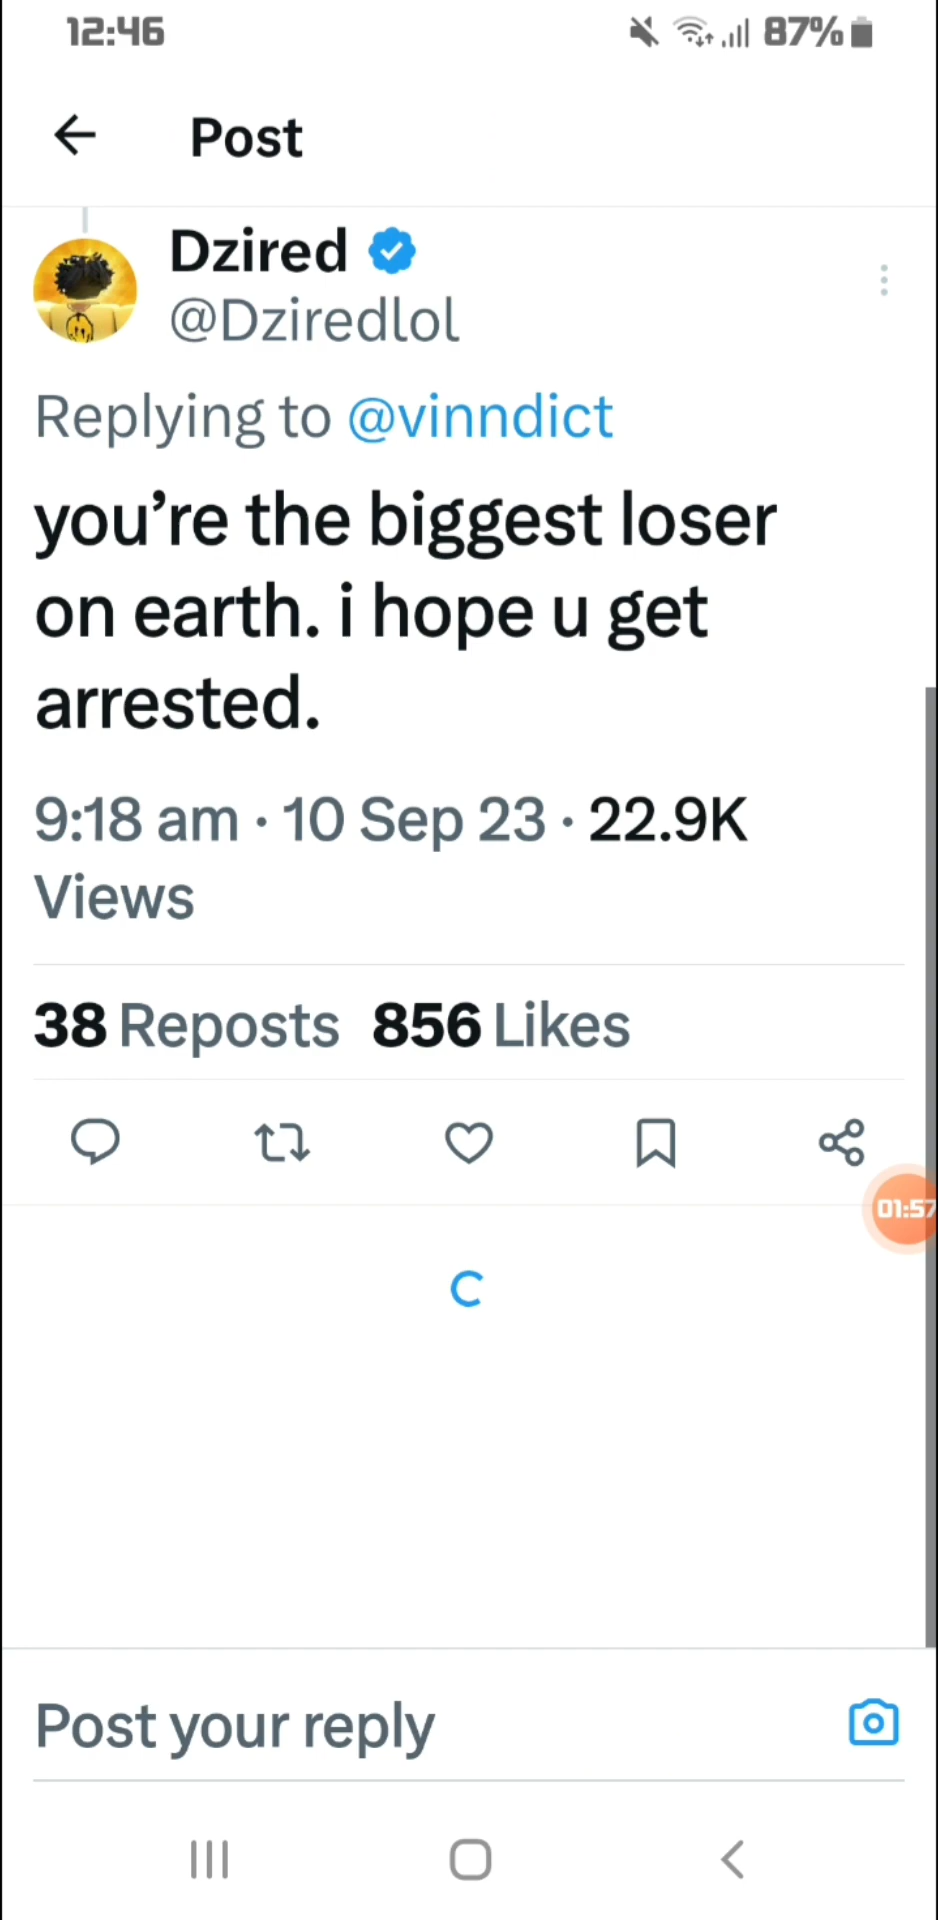 12:46
87%
Post
Dzired
@Dziredlol
Replying to @vinndict
you’re the biggest loser
on earth. i hope u get
arrested.
9:18 am · 10 Sep 23 · 22.9K
Views
38 Reposts 856 Likes
01:57
Post your reply